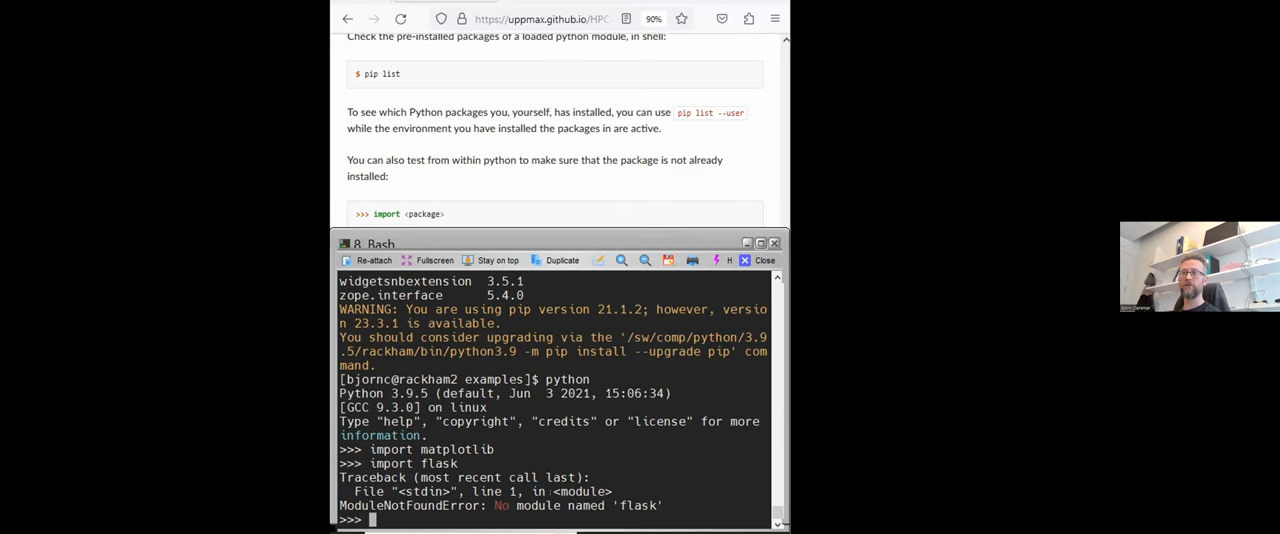 https://uppmax.github.io/HPC
90%
Check the pre-installed packages of a loaded python module, in shell:
$ pip list
To see which Python packages you, yourself, has installed, you can use pip list --user
while the environment you have installed the packages in are active.
You can also test from within python to make sure that the package is not already
installed:
>>> import <package>
8. Bash
Re-attach Fullscreen Stay on top Duplicate H Close
widgetsnbextension 3.5.1
zope.interface 5.4.0
WARNING: You are using pip version 21.1.2; however, versio
n 23.3.1 is available.
You should consider upgrading via the '/sw/comp/python/3.9
.5/rackham/bin/python3.9 -m pip install --upgrade pip' com
mand.
[bjornc@rackham2 examples]$ python
Python 3.9.5 (default, Jun 3 2021, 15:06:34)
[GCC 9.3.0] on linux
Type "help", "copyright", "credits" or "license" for more
information.
>>> import matplotlib
>>> import flask
Traceback (most recent call last):
File "<stdin>", line 1, in <module>
ModuleNotFoundError: No module named 'flask'
>>>